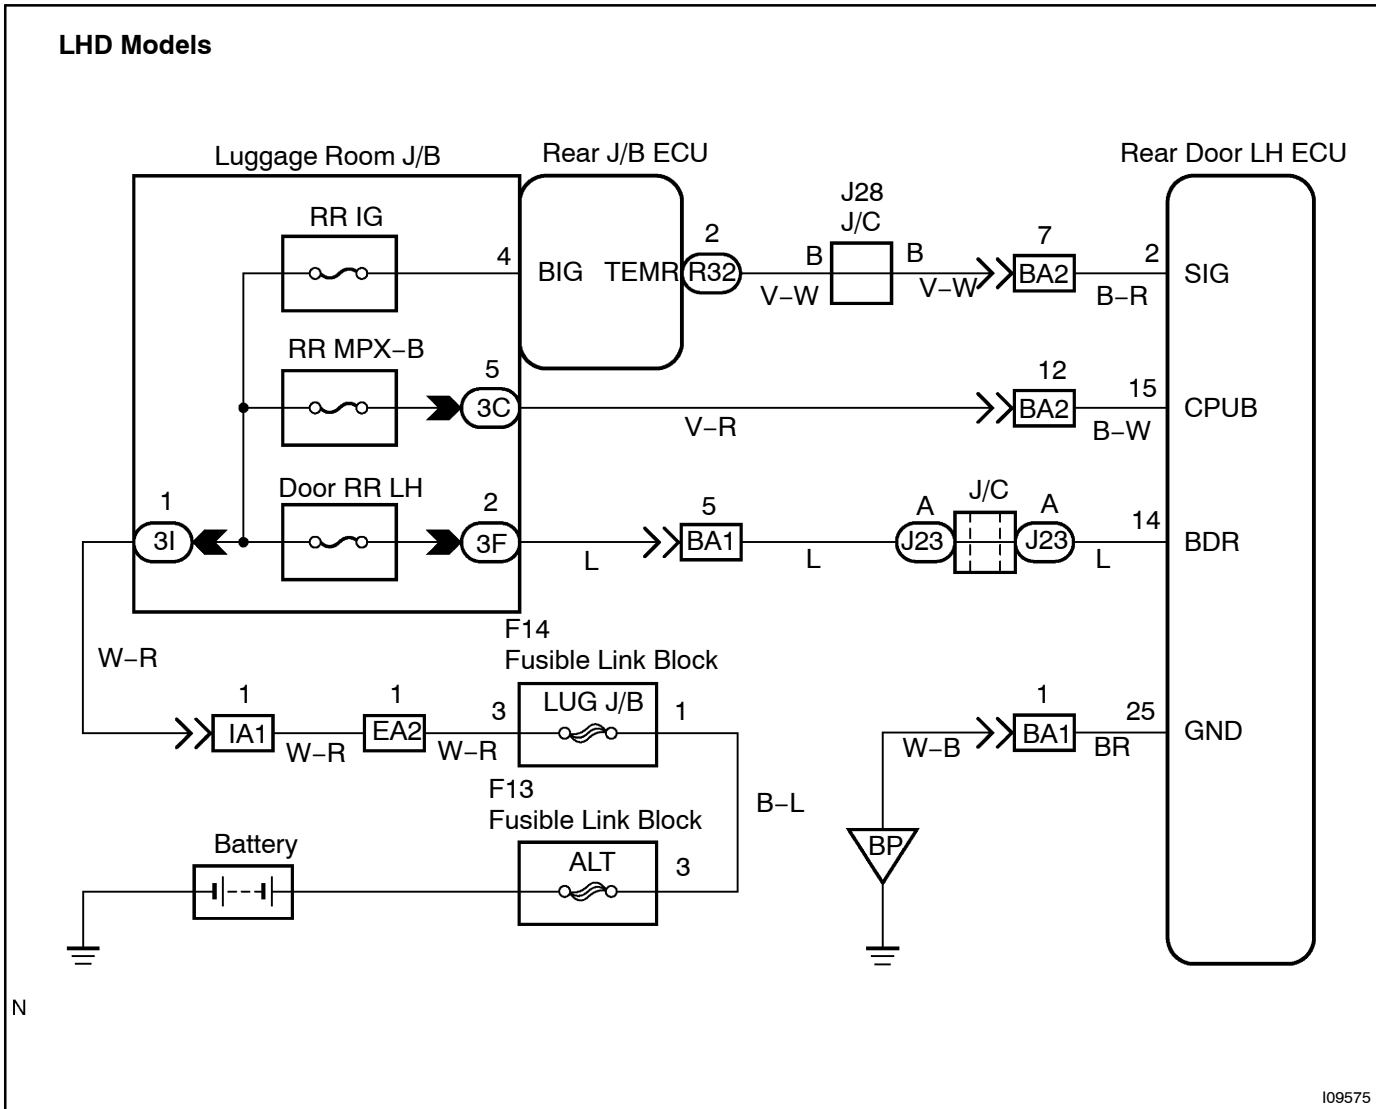 LHD Models
Luggage Room J/B
Rear J/B ECU
Rear Door LH ECU
J28
J/C
RR IG
4
BIG
TEMR
2
R32
B
V−W
B
V−W
7
BA2
2
B−R
SIG
RR MPX−B
5
3C
V−R
12
BA2
15
B−W
CPUB
Door RR LH
1
3I
2
3F
L
5
BA1
L
A
J23
J/C
A
J23
L
14
BDR
W−R
F14
Fusible Link Block
LUG J/B
1
IA1
W−R
1
EA2
W−R
3
1
W−B
1
BA1
BR
25
GND
B−L
F13
Fusible Link Block
ALT
3
Battery
BP
N
I09575